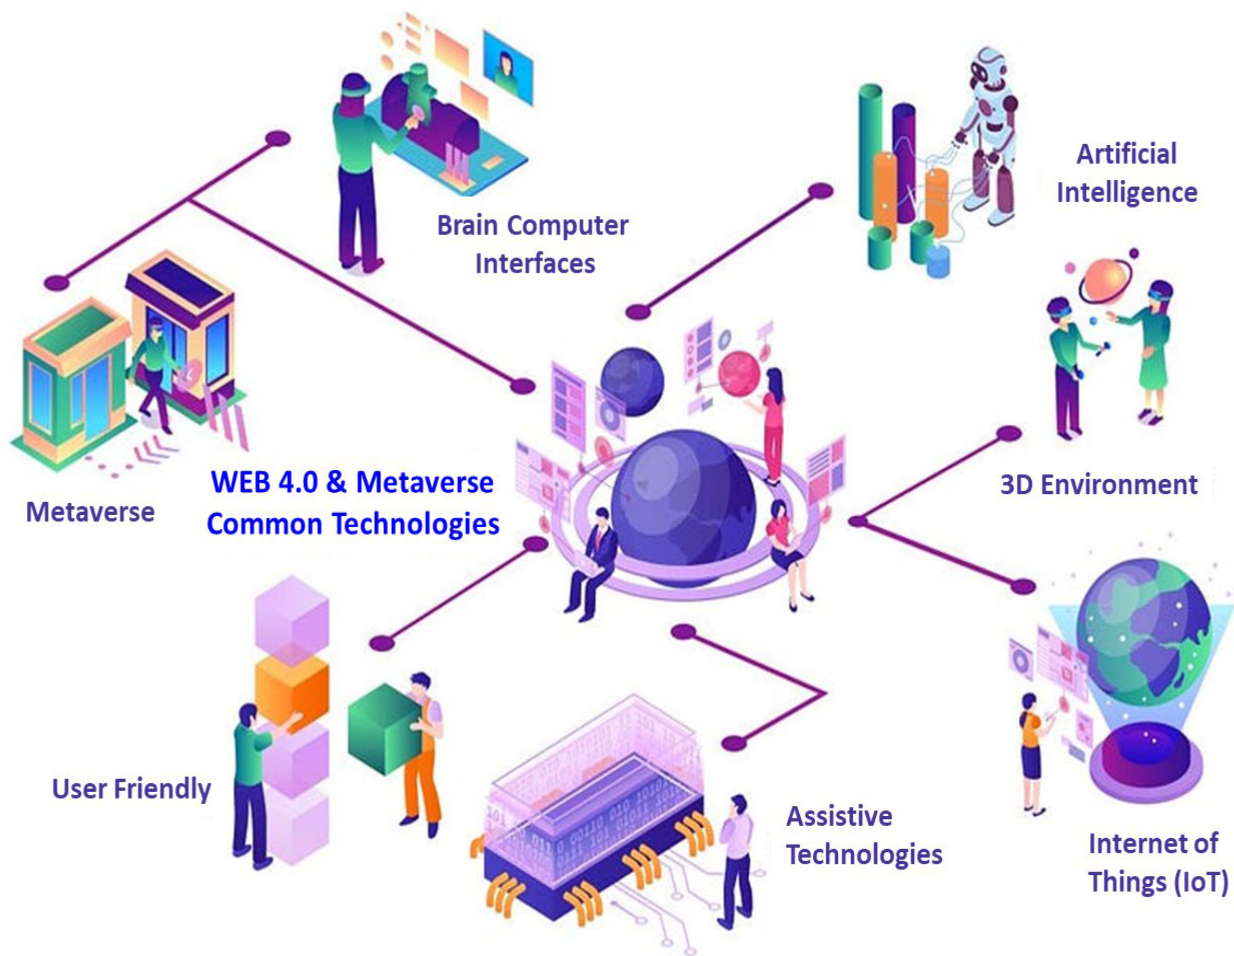 Brain Computer
Interfaces
Artificial
Intelligence
Metaverse
WEB 4.0 & Metaverse
Common Technologies
3D Environment
User Friendly
Assistive
Technologies
Internet of
Things (IoT)